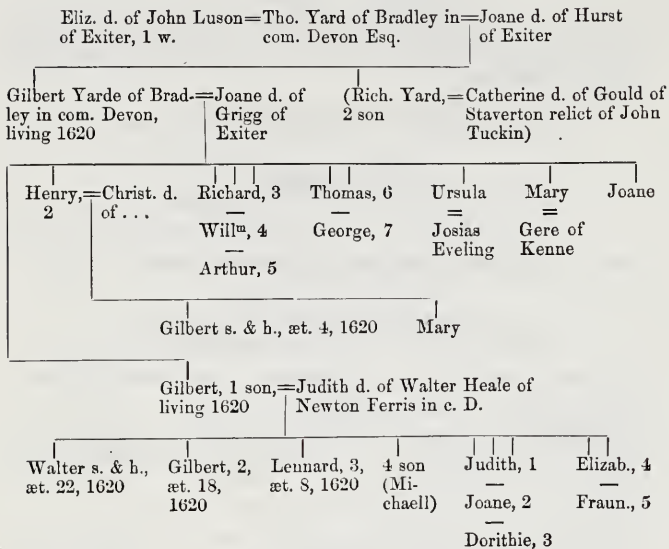 Eliz. d. of John Luson=Tho. Yard of Bradley in=Joane d. of Hurst
of Exiter, 1 w. com. Devon Esq. of Exiter
Gilbert Yarde of Brad-=Joane d. of (Rich. Yard,=Catherine d. of Gould of
ley in com. Devon, Grigg of 2 son Staverton relict of John
living 1620 Exiter Tuckin)
Henry,=Christ. d. Richard, 3 Thomas, 6 Ursula Mary Joane
2 of . . . — — = =
Willᵐ, 4 George, 7 Josias Gere of
— Eveling Kenne
Arthur, 5
Gilbert s. & h., æt. 4, 1620 Mary
Gilbert, 1 son,=Judith d. of Walter Heale of
living 1620 Newton Ferris in c. D.
Walter s. & h., Gilbert, 2, Lennard, 3, 4 son Judith, 1 Elizab., 4
æt. 22, 1620 æt. 18, æt. 8, 1620 (Mi- — —
1620 chaell) Joane, 2 Fraun., 5
—
Dorithie, 3